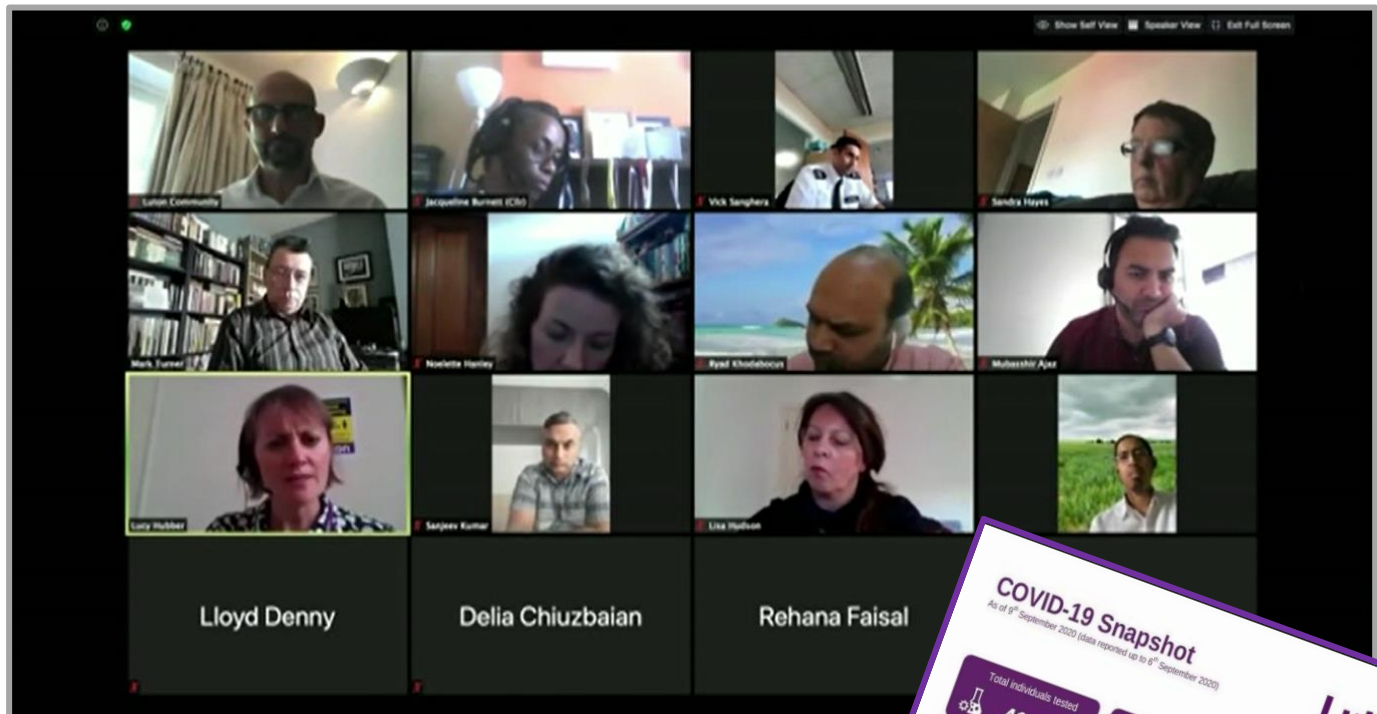 Show Self View
Speaker View
Exit Full Screen
Luton Community
Jacqueline Burnett (Cllr)
Vick Sanghera
Sandra Hayes
Mark Turner
Noelette Hanley
Ryad Khodabocus
Mubasshir Ajaz
Lucy Hubber
Sanjeev Kumar
Lisa Hudson
Lloyd Denny
Delia Chiuzbaian
Rehana Faisal
COVID-19 Snapshot
As of 9th September 2020 (data reported up to 6th September 2020)
Total individuals tested